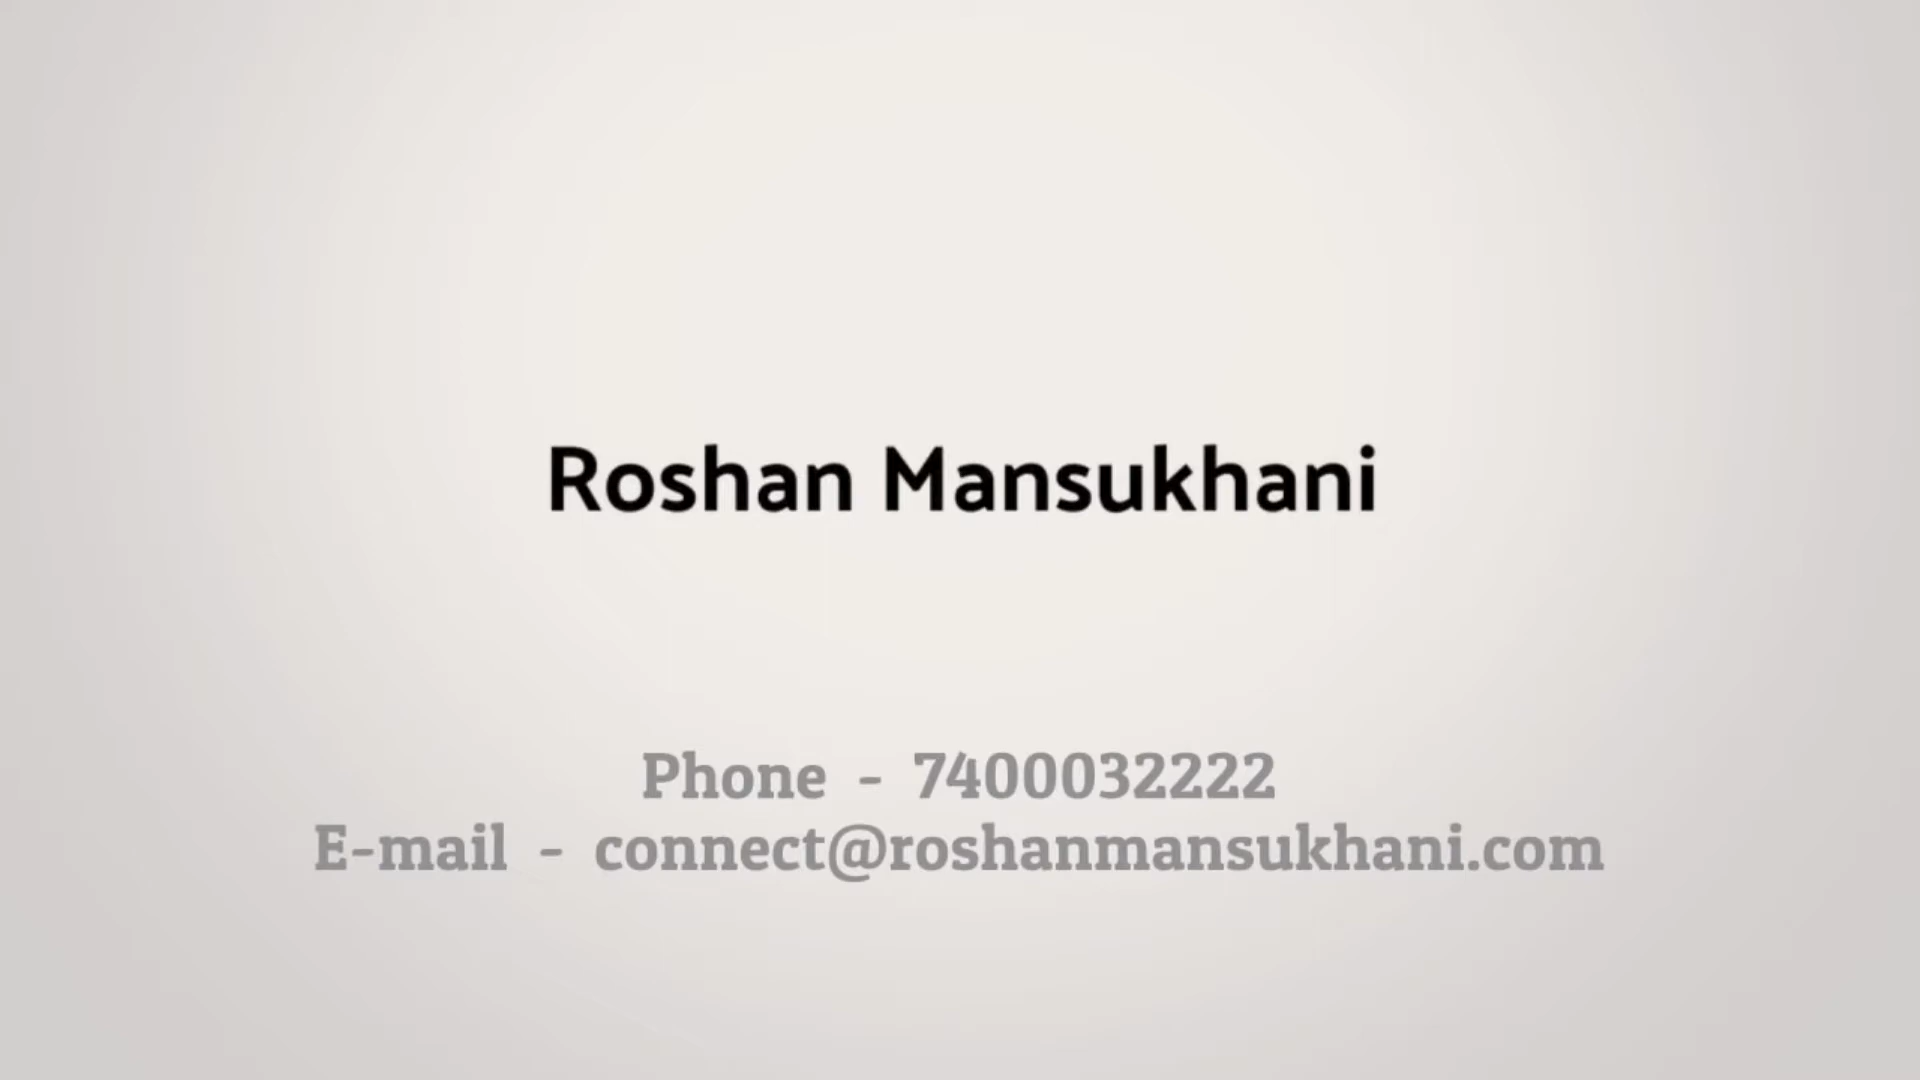 Roshan Mansukhani
Phone - 7400032222
E-mail - connect@roshanmansukhani.com